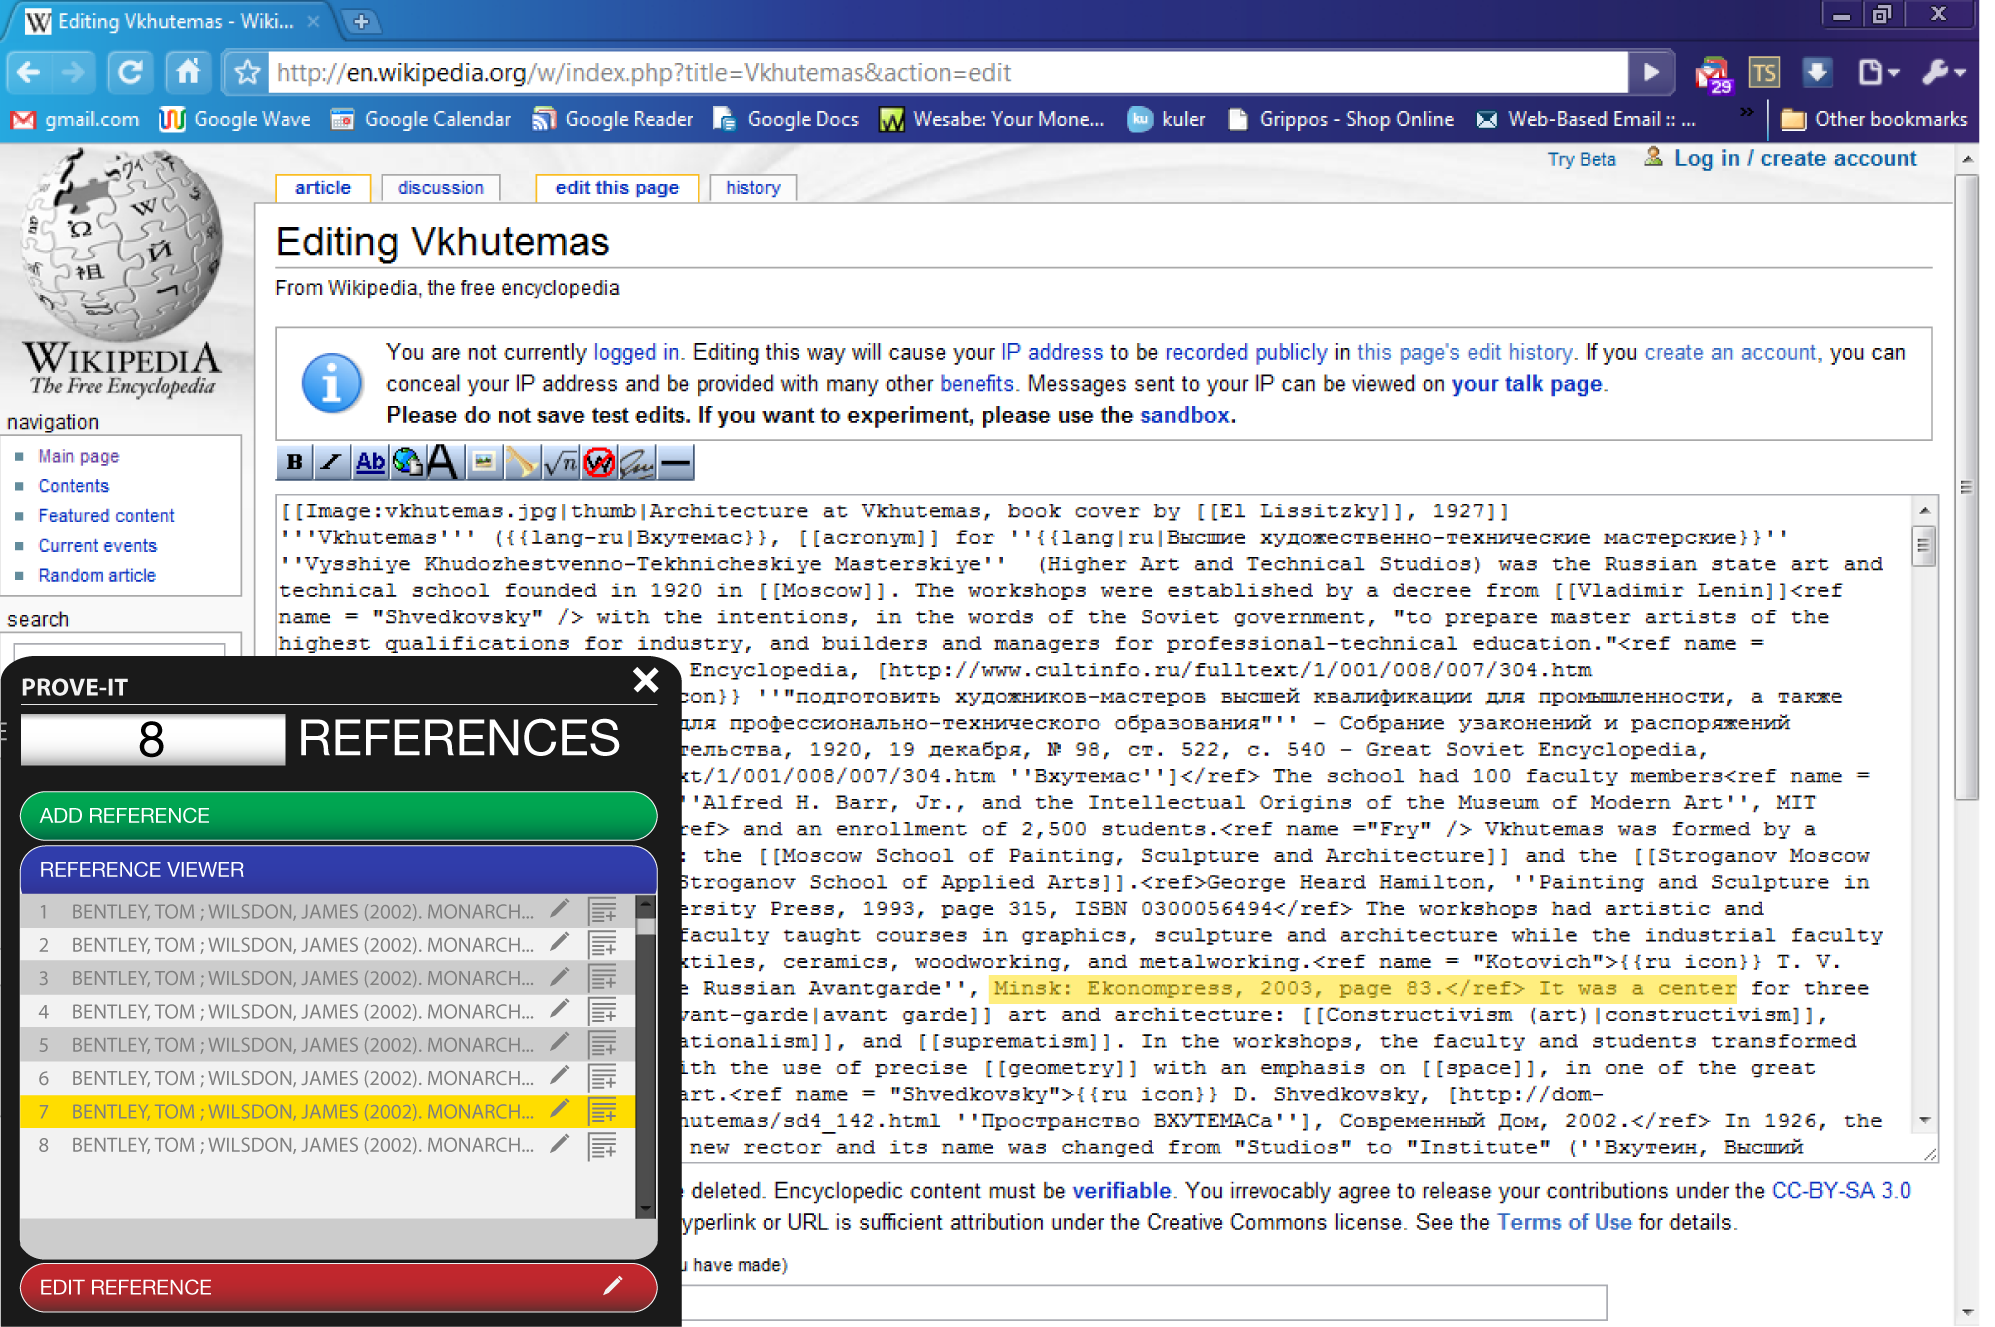 Editing Vkhutemas - Wiki...
http://en.wikipedia.org/w/index.php?title=Vkhutemas&action=edit
TS
29
gmail.com
Google Wave
Google Calendar
Google Reader
Google Docs
Wesabe: Your Mone...
ku kuler
Grippos - Shop Online
Web-Based Email :: ...
»
Other bookmarks
Try Beta
Log in / create account
article
discussion
edit this page
history
WIKIPEDIA
The Free Encyclopedia
navigation
Main page
Contents
Featured content
Current events
Random article
search
Editing Vkhutemas
From Wikipedia, the free encyclopedia
You are not currently logged in. Editing this way will cause your IP address to be recorded publicly in this page's edit history. If you create an account, you can
conceal your IP address and be provided with many other benefits. Messages sent to your IP can be viewed on your talk page.
Please do not save test edits. If you want to experiment, please use the sandbox.
B I Ab A √n W
[[Image:vkhutemas.jpg|thumb|Architecture at Vkhutemas, book cover by [[El Lissitzky]], 1927]]
'''Vkhutemas''' ({{lang-ru|Вхутемас}}, [[acronym]] for ''{{lang|ru|Высшие художественно-технические мастерские}}''
''Vysshiye Khudozhestvenno-Tekhnicheskiye Masterskiye''  (Higher Art and Technical Studios) was the Russian state art and
technical school founded in 1920 in [[Moscow]]. The workshops were established by a decree from [[Vladimir Lenin]]<ref
name = "Shvedkovsky" /> with the intentions, in the words of the Soviet government, "to prepare master artists of the
highest qualifications for industry, and builders and managers for professional-technical education."<ref name =
Encyclopedia, [http://www.cultinfo.ru/fulltext/1/001/008/007/304.htm
con}} ''"подготовить художников-мастеров высшей квалификации для промышленности, а также
для профессионально-технического образования"'' - Собрание узаконений и распоряжений
тельства, 1920, 19 декабря, № 98, ст. 522, с. 540 - Great Soviet Encyclopedia,
xt/1/001/008/007/304.htm ''Вхутемас'']</ref> The school had 100 faculty members<ref name =
''Alfred H. Barr, Jr., and the Intellectual Origins of the Museum of Modern Art'', MIT
ref> and an enrollment of 2,500 students.<ref name ="Fry" /> Vkhutemas was formed by a
: the [[Moscow School of Painting, Sculpture and Architecture]] and the [[Stroganov Moscow
Stroganov School of Applied Arts]].<ref>George Heard Hamilton, ''Painting and Sculpture in
ersity Press, 1993, page 315, ISBN 0300056494</ref> The workshops had artistic and
faculty taught courses in graphics, sculpture and architecture while the industrial faculty
xtiles, ceramics, woodworking, and metalworking.<ref name = "Kotovich">{{ru icon}} T. V.
e Russian Avantgarde'', Minsk: Ekonompress, 2003, page 83.</ref> It was a center for three
avant-garde|avant garde]] art and architecture: [[Constructivism (art)|constructivism]],
ationalism]], and [[suprematism]]. In the workshops, the faculty and students transformed
ith the use of precise [[geometry]] with an emphasis on [[space]], in one of the great
art.<ref name = "Shvedkovsky">{{ru icon}} D. Shvedkovsky, [http://dom-
hutemas/sd4_142.html ''Пространство ВХУТЕМАСа''], Современный Дом, 2002.</ref> In 1926, the
new rector and its name was changed from "Studios" to "Institute" (''Вхутеин, Высший
deleted. Encyclopedic content must be verifiable. You irrevocably agree to release your contributions under the CC-BY-SA 3.0
yperlink or URL is sufficient attribution under the Creative Commons license. See the Terms of Use for details.
u have made)
PROVE-IT
8 REFERENCES
ADD REFERENCE
REFERENCE VIEWER
1 BENTLEY, TOM ; WILSDON, JAMES (2002). MONARCH...
2 BENTLEY, TOM ; WILSDON, JAMES (2002). MONARCH...
3 BENTLEY, TOM ; WILSDON, JAMES (2002). MONARCH...
4 BENTLEY, TOM ; WILSDON, JAMES (2002). MONARCH...
5 BENTLEY, TOM ; WILSDON, JAMES (2002). MONARCH...
6 BENTLEY, TOM ; WILSDON, JAMES (2002). MONARCH...
7 BENTLEY, TOM ; WILSDON, JAMES (2002). MONARCH...
8 BENTLEY, TOM ; WILSDON, JAMES (2002). MONARCH...
EDIT REFERENCE